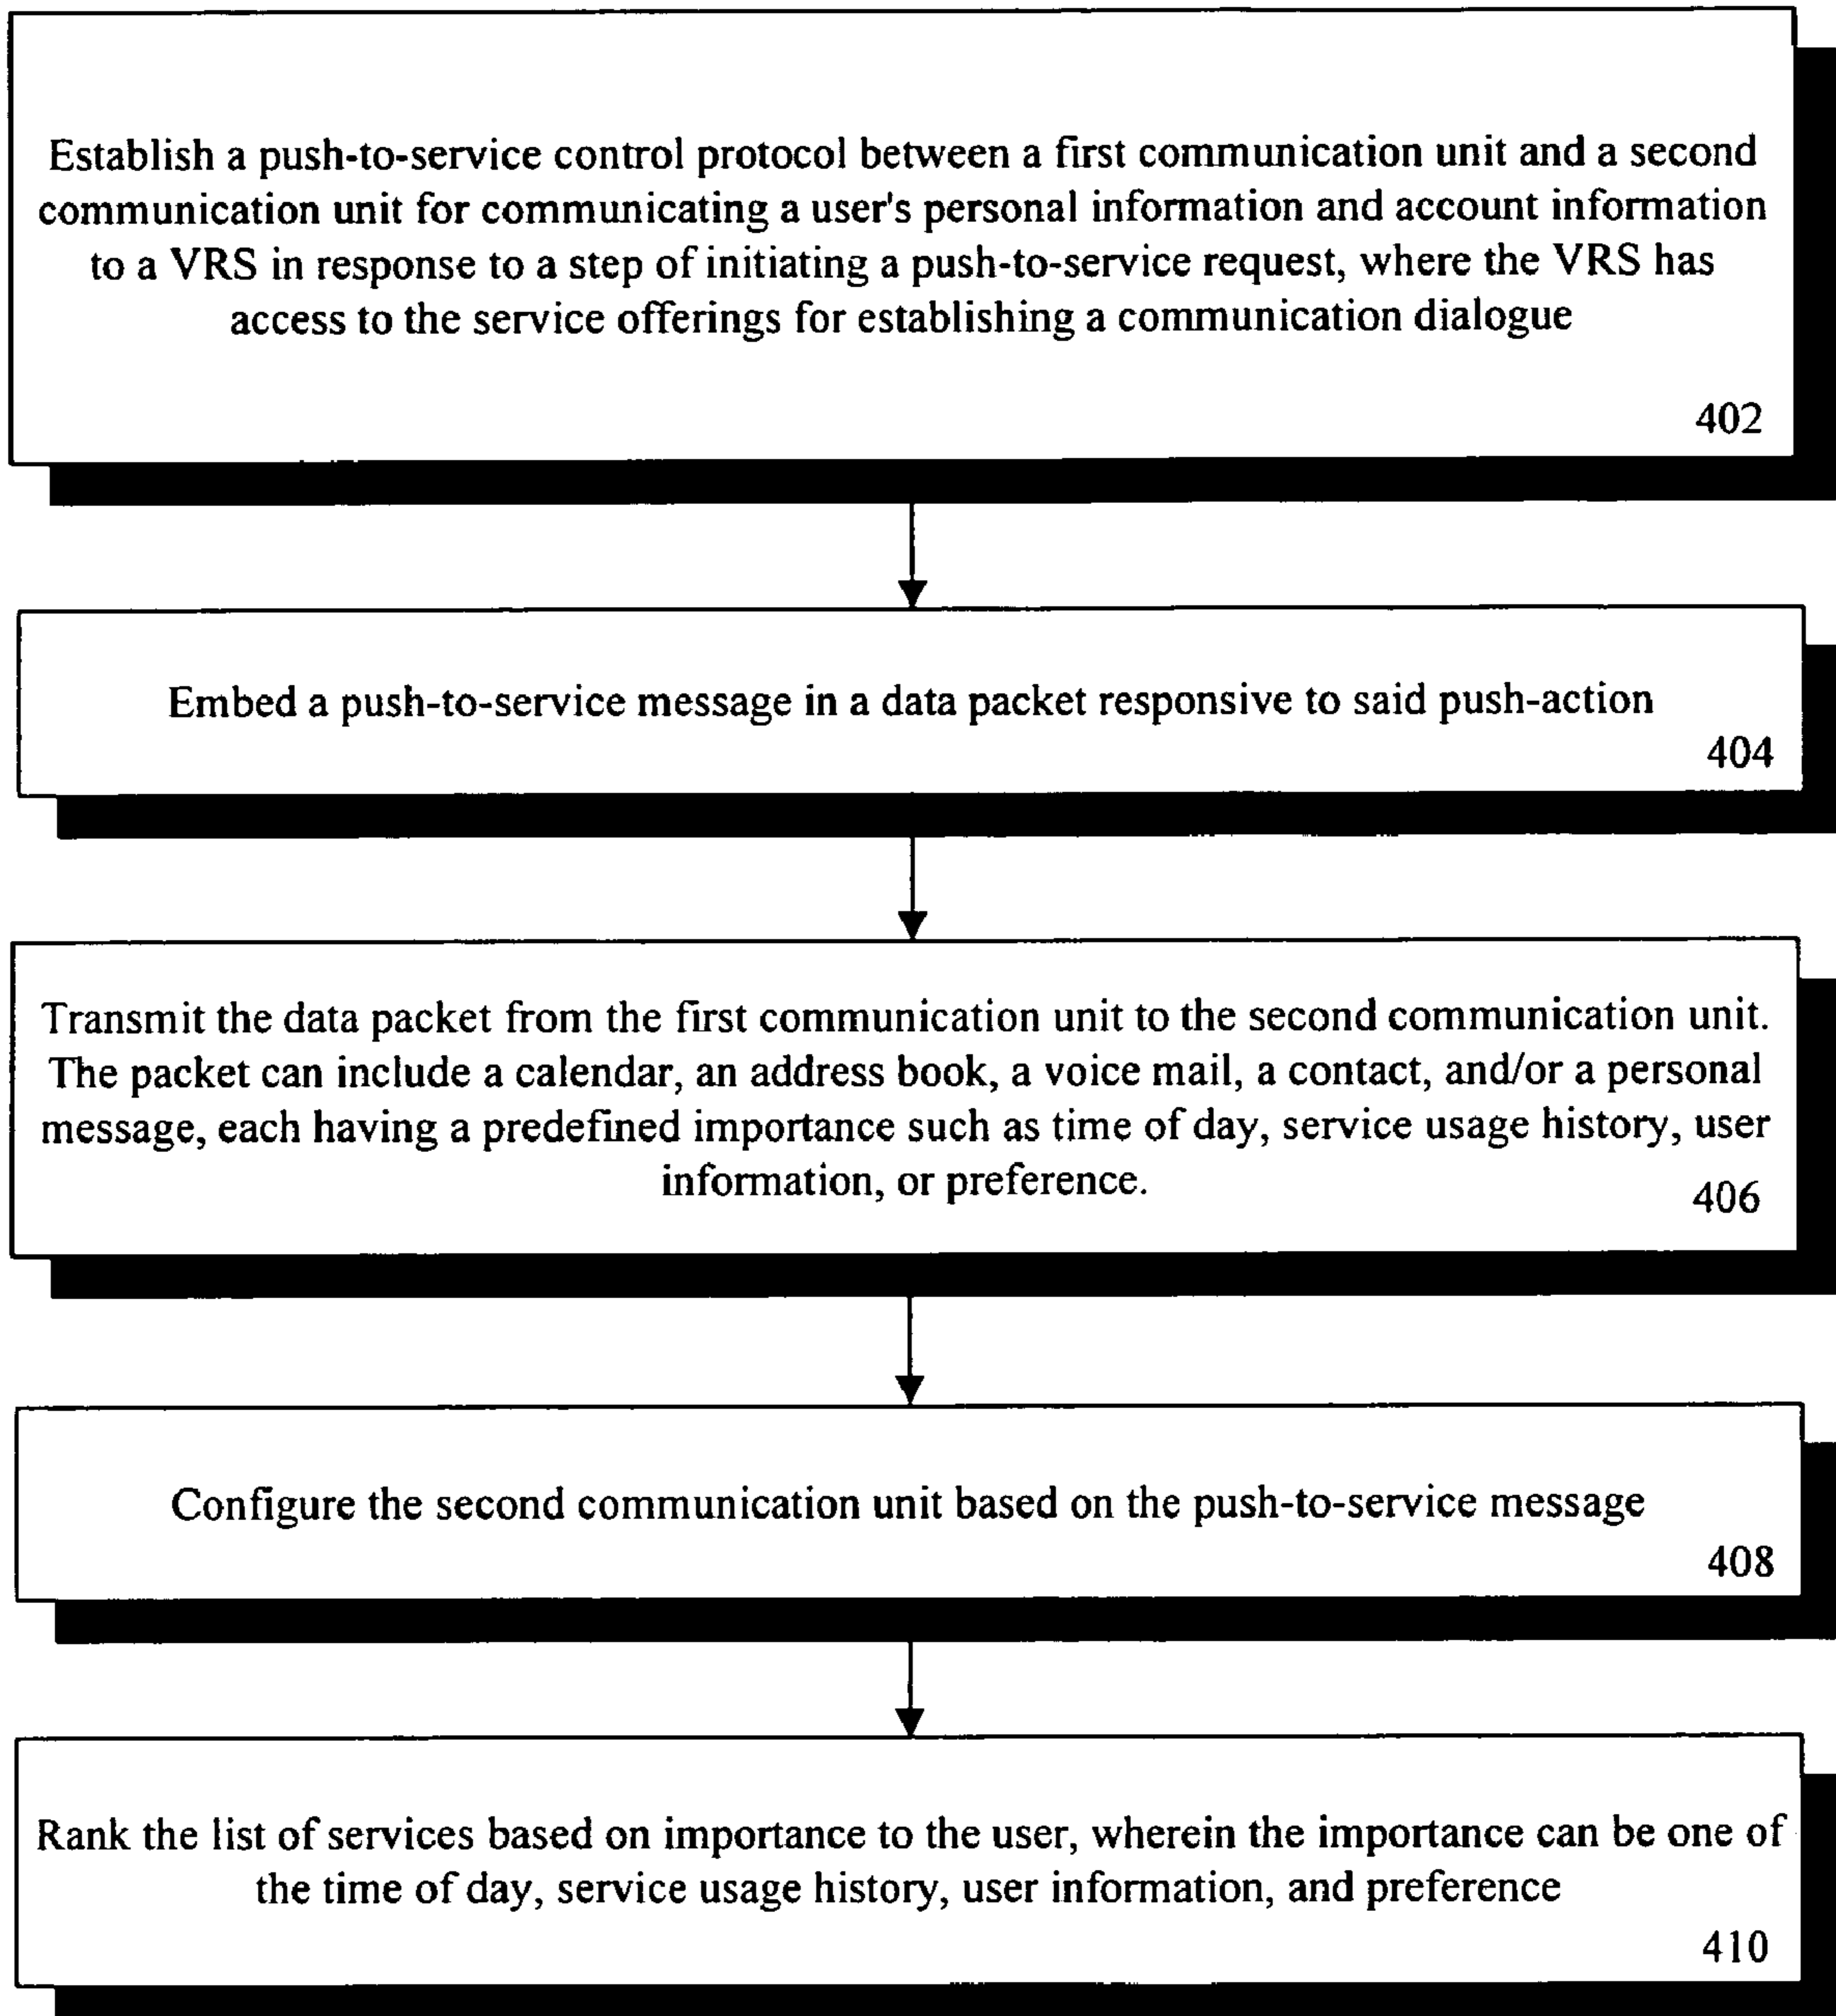 Establish a push-to-service control protocol between a first communication unit and a second
communication unit for communicating a user's personal information and account information
to a VRS in response to a step of initiating a push-to-service request, where the VRS has
access to the service offerings for establishing a communication dialogue
402
Embed a push-to-service message in a data packet responsive to said push-action
404
Transmit the data packet from the first communication unit to the second communication unit.
The packet can include a calendar, an address book, a voice mail, a contact, and/or a personal
message, each having a predefined importance such as time of day, service usage history, user
information, or preference.
406
Configure the second communication unit based on the push-to-service message
408
Rank the list of services based on importance to the user, wherein the importance can be one of
the time of day, service usage history, user information, and preference
410